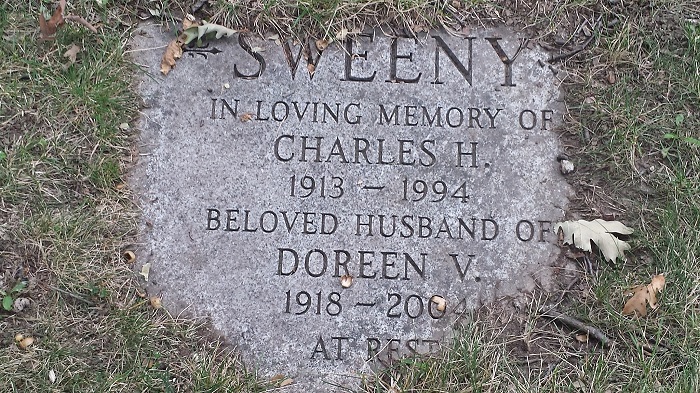 SWEENY
IN LOVING MEMORY OF
CHARLES H.
1913 - 1994
BELOVED HUSBAND OF
DOREEN V.
1918 - 2004
AT REST